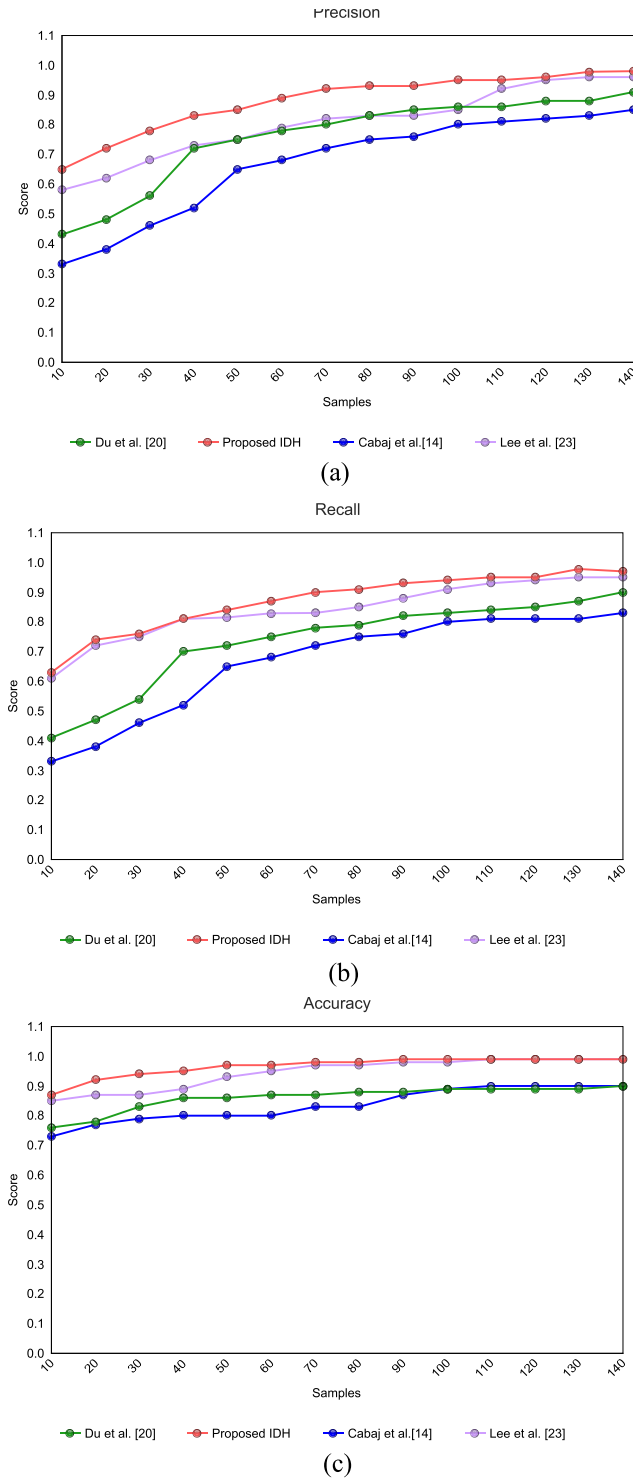 Precision
1.1
1.0
0.9
0.8
0.7
0.6
0.5
0.4
0.3
0.2
0.1
0.0
Score
10 20 30 40 50 60 70 80 90 100 110 120 130 140
Samples
Du et al. [20] Proposed IDH Cabaj et al.[14] Lee et al. [23]
(a)
Recall
1.1
1.0
0.9
0.8
0.7
0.6
0.5
0.4
0.3
0.2
0.1
0.0
Score
10 20 30 40 50 60 70 80 90 100 110 120 130 140
Samples
Du et al. [20] Proposed IDH Cabaj et al.[14] Lee et al. [23]
(b)
Accuracy
1.1
1.0
0.9
0.8
0.7
0.6
0.5
0.4
0.3
0.2
0.1
0.0
Score
10 20 30 40 50 60 70 80 90 100 110 120 130 140
Samples
Du et al. [20] Proposed IDH Cabaj et al.[14] Lee et al. [23]
(c)